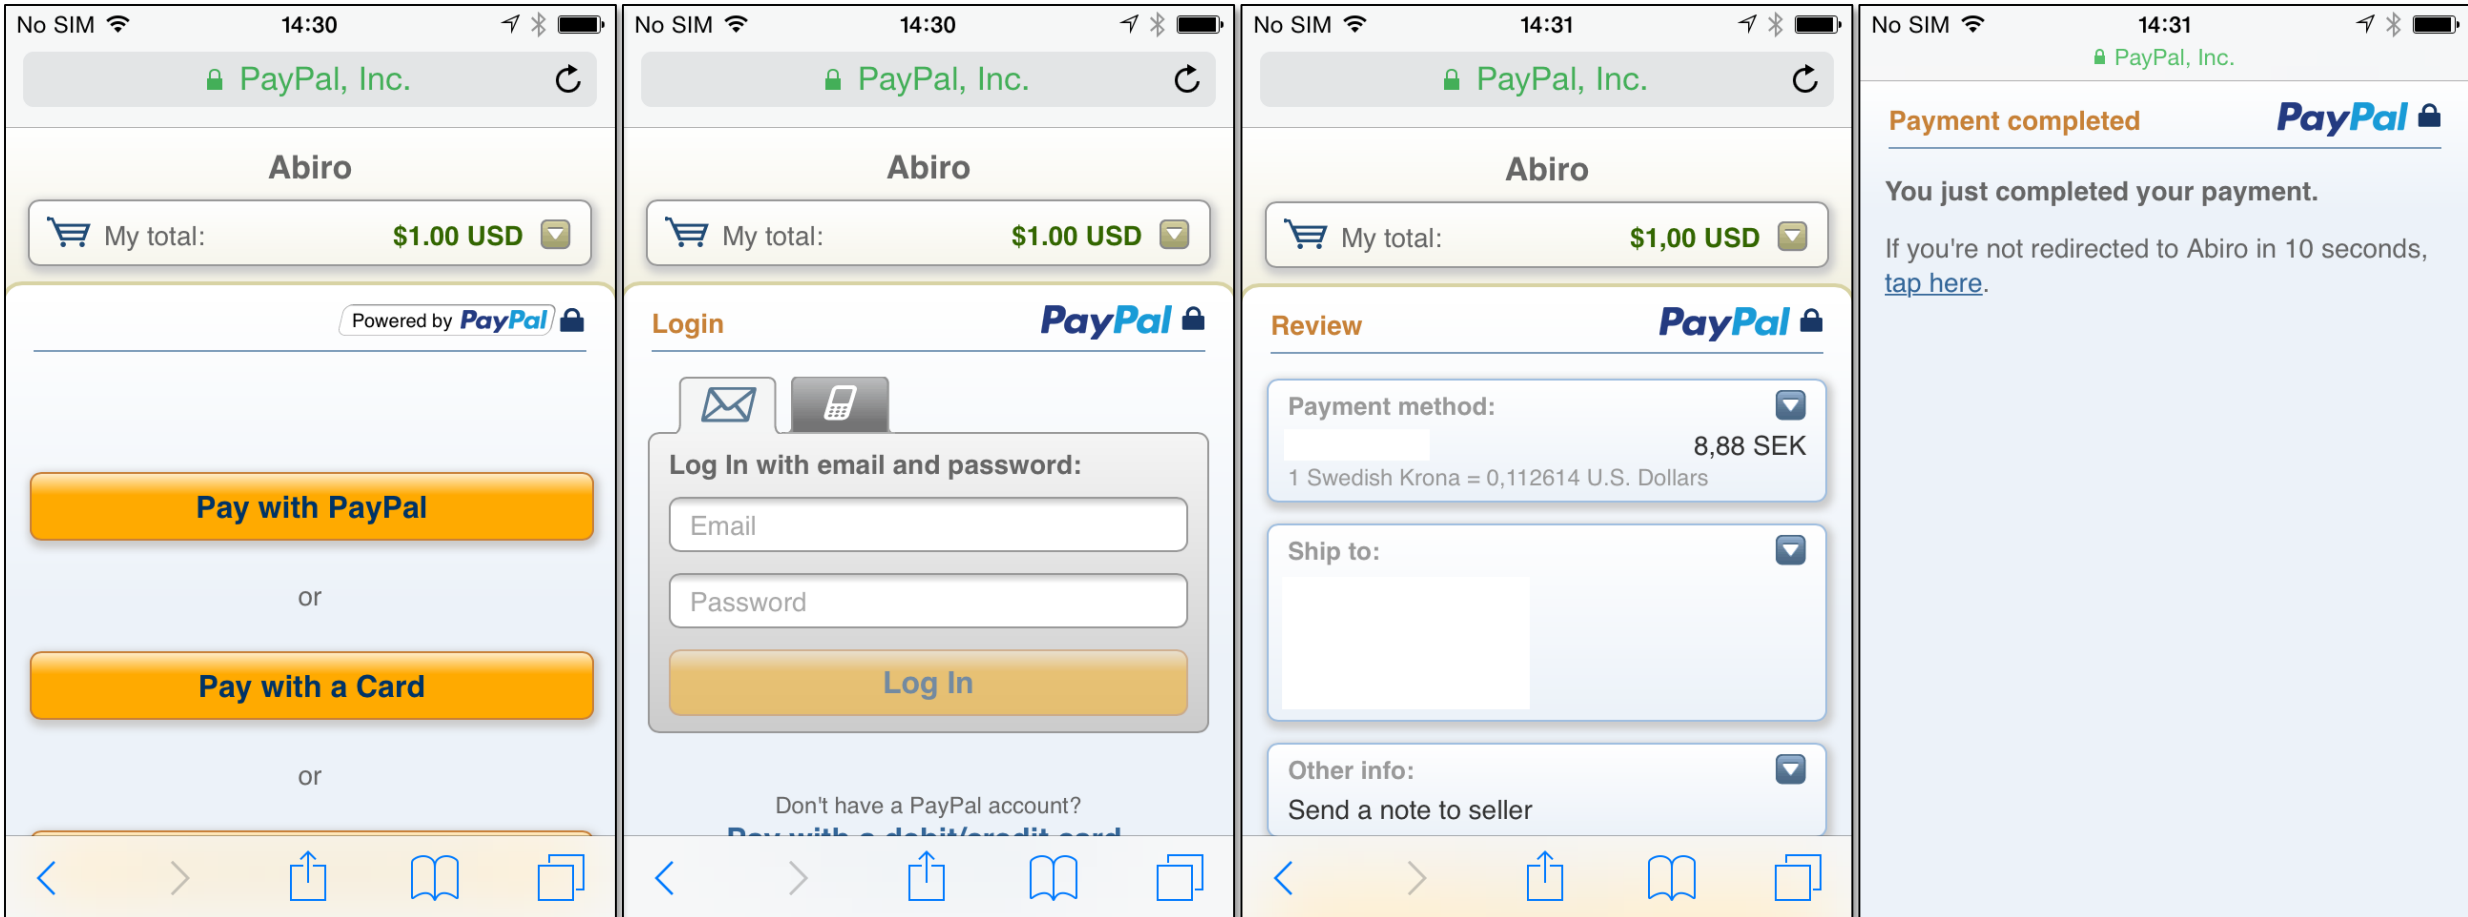 No SIM 14:30
PayPal, Inc.
Abiro
My total: $1.00 USD
Powered by PayPal
Pay with PayPal
or
Pay with a Card
or
No SIM 14:30
PayPal, Inc.
Abiro
My total: $1.00 USD
Login PayPal
Log In with email and password:
Email
Password
Log In
Don't have a PayPal account?
Pay with a debit/credit card
No SIM 14:31
PayPal, Inc.
Abiro
My total: $1,00 USD
Review PayPal
Payment method:
8,88 SEK
1 Swedish Krona = 0,112614 U.S. Dollars
Ship to:
Other info:
Send a note to seller
No SIM 14:31
PayPal, Inc.
Payment completed PayPal
You just completed your payment.
If you're not redirected to Abiro in 10 seconds,
tap here.